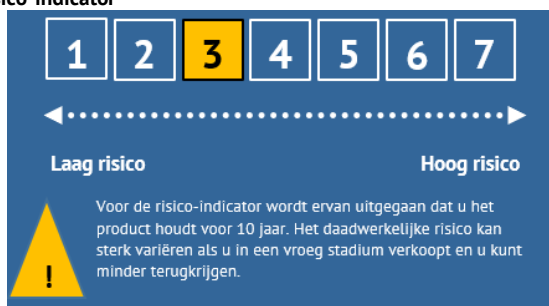 1 2 3 4 5 6 7
Laag risico Hoog risico
Voor de risico-indicator wordt ervan uitgegaan dat u het
product houdt voor 10 jaar. Het daadwerkelijke risico kan
sterk variëren als u in een vroeg stadium verkoopt en u kunt
minder terugkrijgen.
!